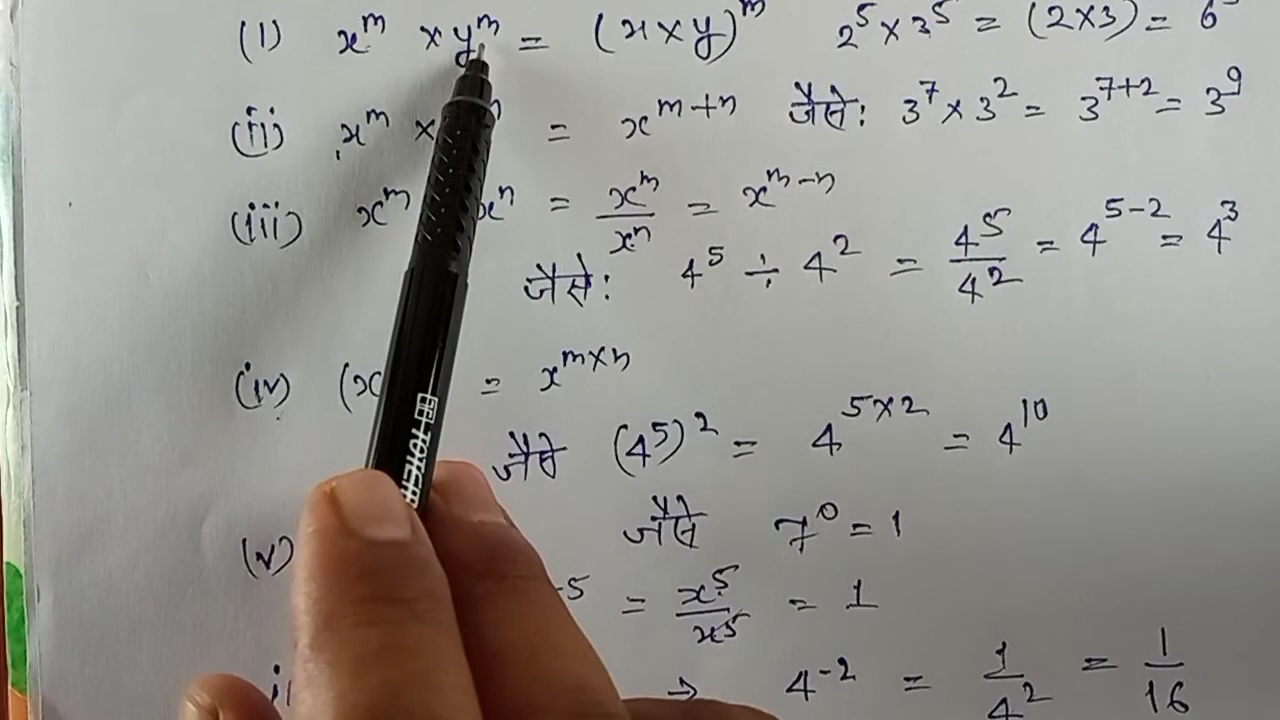 (I) x^m × y^m = (x × y)^m 2^5 × 3^5 = (2×3) = 6
(ii) x^m × = x^(m+n) जैसे: 3^7 × 3^2 = 3^(7+2) = 3^9
(iii) x^m x^n = x^m/x^n = x^(m-n)
जैसे: 4^5 ÷ 4^2 = 4^5/4^2 = 4^(5-2) = 4^3
(iv) (x = x^(m×n)
जैसे (4^5)^2 = 4^(5×2) = 4^10
(v) जैसे 7^0 = 1
-5 = x^5/x^5 = 1
→ 4^-2 = 1/4^2 = 1/16